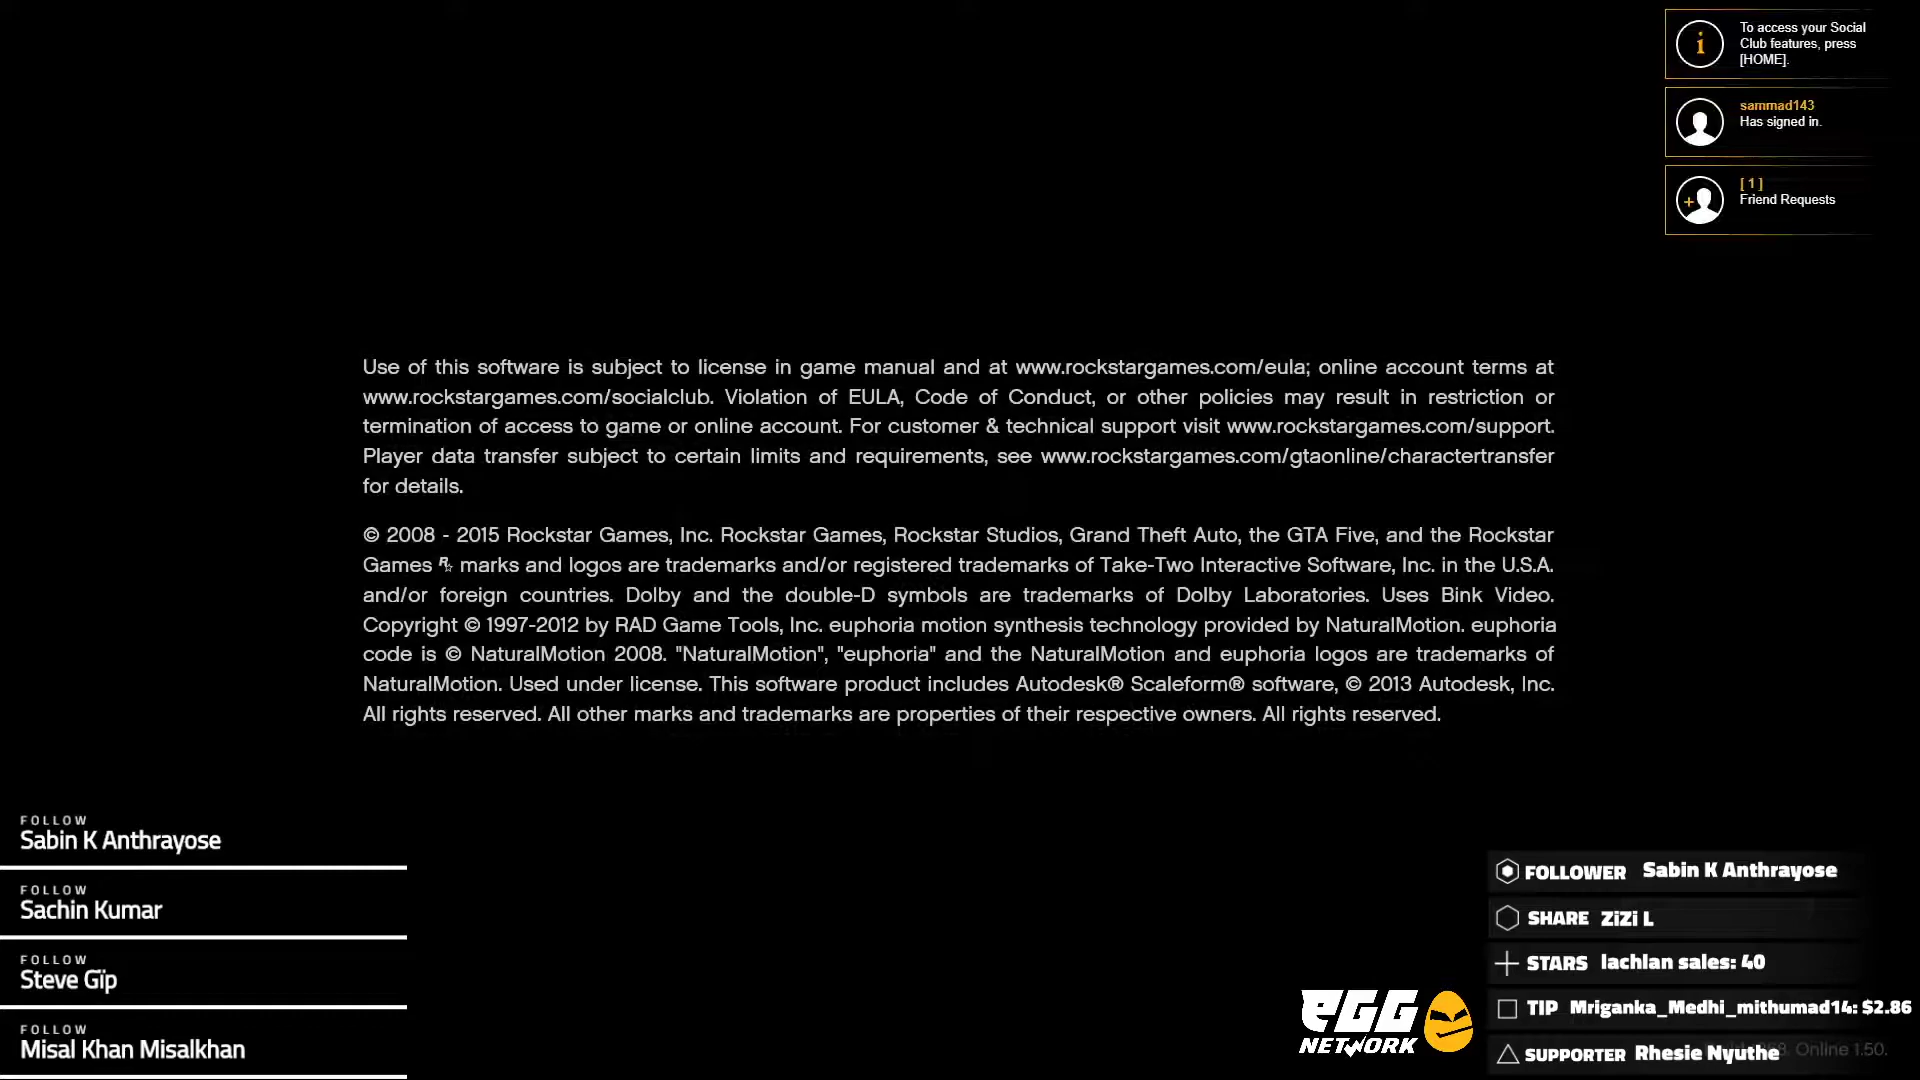 To access your Social
Club features, press
[HOME].
sammad143
Has signed in.
[ 1 ]
Friend Requests
Use of this software is subject to license in game manual and at www.rockstargames.com/eula; online account terms at
www.rockstargames.com/socialclub. Violation of EULA, Code of Conduct, or other policies may result in restriction or
termination of access to game or online account. For customer & technical support visit www.rockstargames.com/support.
Player data transfer subject to certain limits and requirements, see www.rockstargames.com/gtaonline/charactertransfer
for details.
© 2008 - 2015 Rockstar Games, Inc. Rockstar Games, Rockstar Studios, Grand Theft Auto, the GTA Five, and the Rockstar
Games R* marks and logos are trademarks and/or registered trademarks of Take-Two Interactive Software, Inc. in the U.S.A.
and/or foreign countries. Dolby and the double-D symbols are trademarks of Dolby Laboratories. Uses Bink Video.
Copyright © 1997-2012 by RAD Game Tools, Inc. euphoria motion synthesis technology provided by NaturalMotion. euphoria
code is © NaturalMotion 2008. "NaturalMotion", "euphoria" and the NaturalMotion and euphoria logos are trademarks of
NaturalMotion. Used under license. This software product includes Autodesk® Scaleform® software, © 2013 Autodesk, Inc.
All rights reserved. All other marks and trademarks are properties of their respective owners. All rights reserved.
FOLLOW
Sabin K Anthrayose
FOLLOW
Sachin Kumar
FOLLOW
Steve Gïp
FOLLOW
Misal Khan Misalkhan
FOLLOWER Sabin K Anthrayose
SHARE ZiZi L
STARS lachlan sales: 40
TIP Mriganka_Medhi_mithumad14: $2.86
SUPPORTER Rhesie Nyuthe
Online 1.50.
EGG
NETWORK